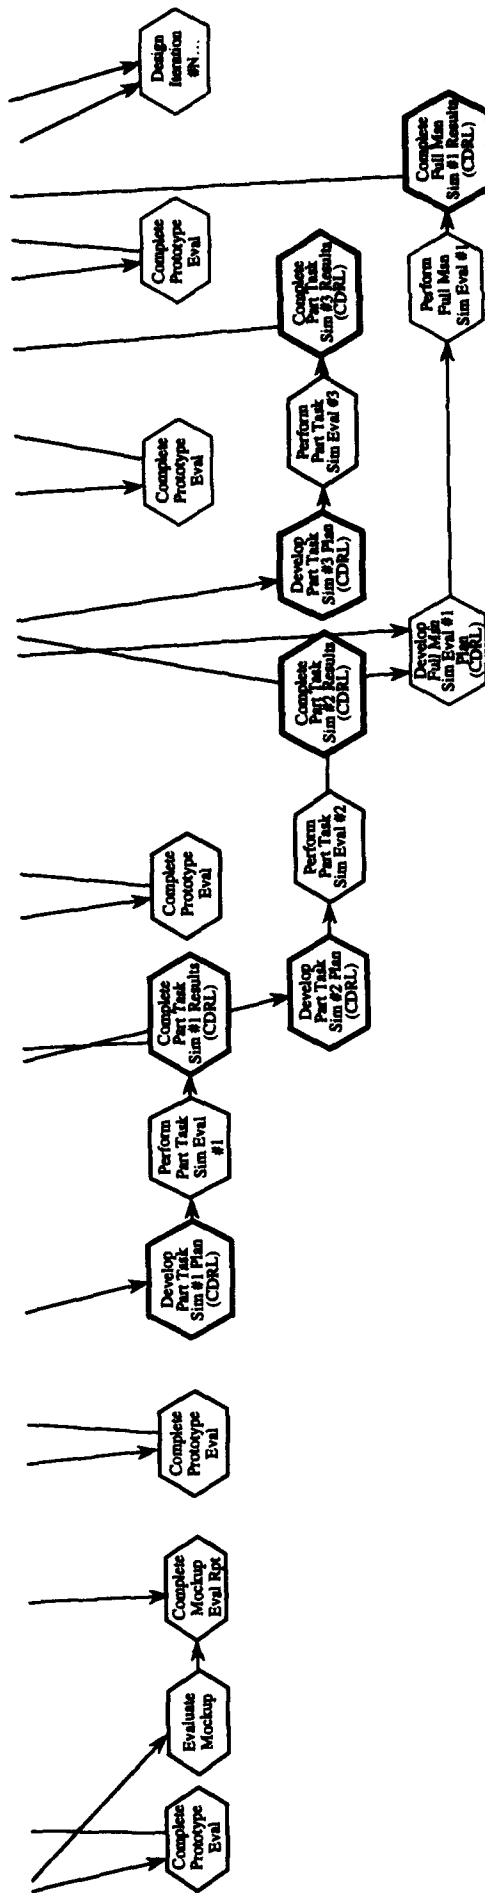 Complete
Prototype
Eval
Evaluate
Mockup
Complete
Mockup
Eval Rpt
Complete
Prototype
Eval
Develop
Part Task
Sim #1 Plan
(CDRL)
Perform
Part Task
Sim Eval
#1
Complete
Part Task
Sim #1 Results
(CDRL)
Complete
Prototype
Eval
Develop
Part Task
Sim #2 Plan
(CDRL)
Perform
Part Task
Sim Eval #2
Complete
Part Task
Sim #2 Results
(CDRL)
Develop
Full Msn
Sim Eval #1
Plan
(CDRL)
Develop
Part Task
Sim #3 Plan
(CDRL)
Perform
Part Task
Sim Eval #3
Complete
Part Task
Sim #3 Results
(CDRL)
Complete
Prototype
Eval
Complete
Prototype
Eval
Perform
Full Msn
Sim Eval #1
Complete
Full Msn
Sim #1 Results
(CDRL)
Design
Iteration
#N...